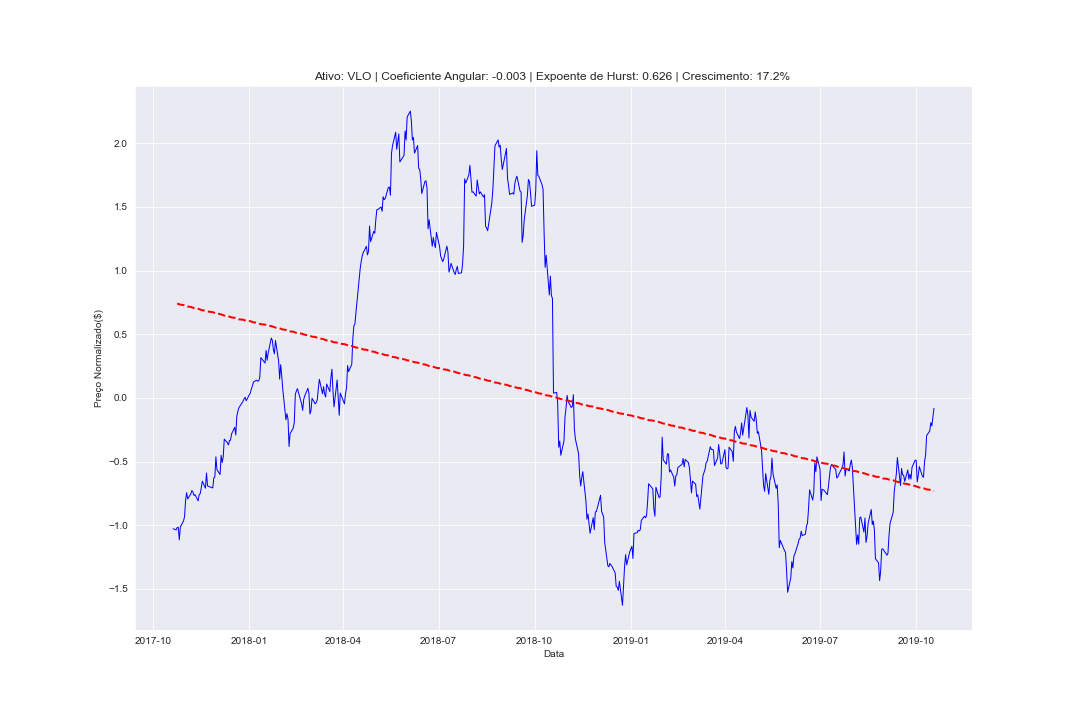 Ativo: VLO | Coeficiente Angular: -0.003 | Expoente de Hurst: 0.626 | Crescimento: 17.2%
2.0
1.5
1.0
0.5
0.0
−0.5
−1.0
−1.5
Preço Normalizado($)
2017-10 2018-01 2018-04 2018-07 2018-10 2019-01 2019-04 2019-07 2019-10
Data